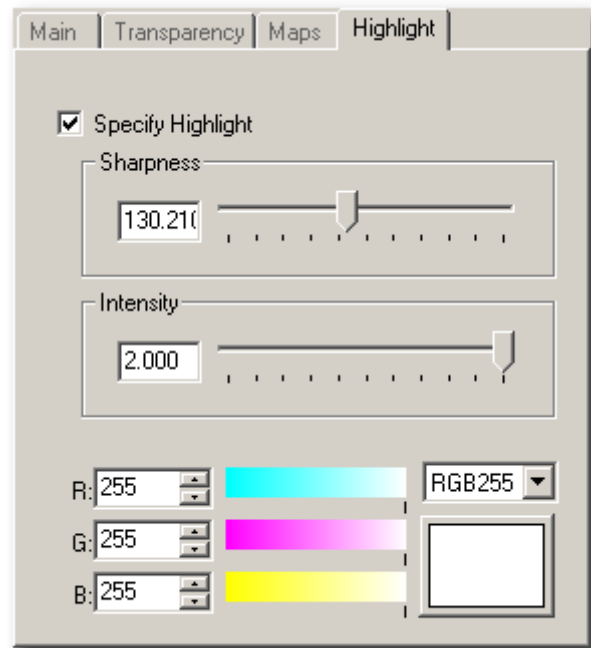 Main Transparency Maps Highlight
Specify Highlight
Sharpness
130.210
Intensity
2.000
R: 255 RGB255
G: 255
B: 255